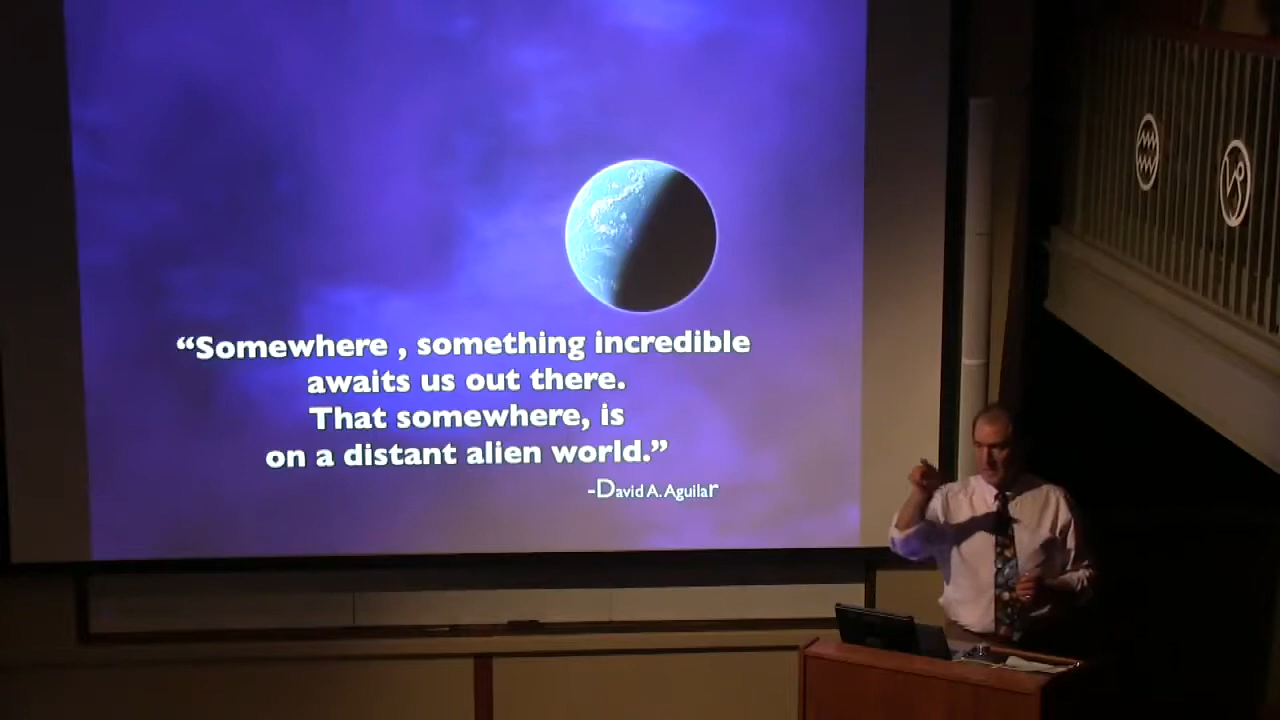 “Somewhere , something incredible
awaits us out there.
That somewhere, is
on a distant alien world.”
-David A. Aguilar